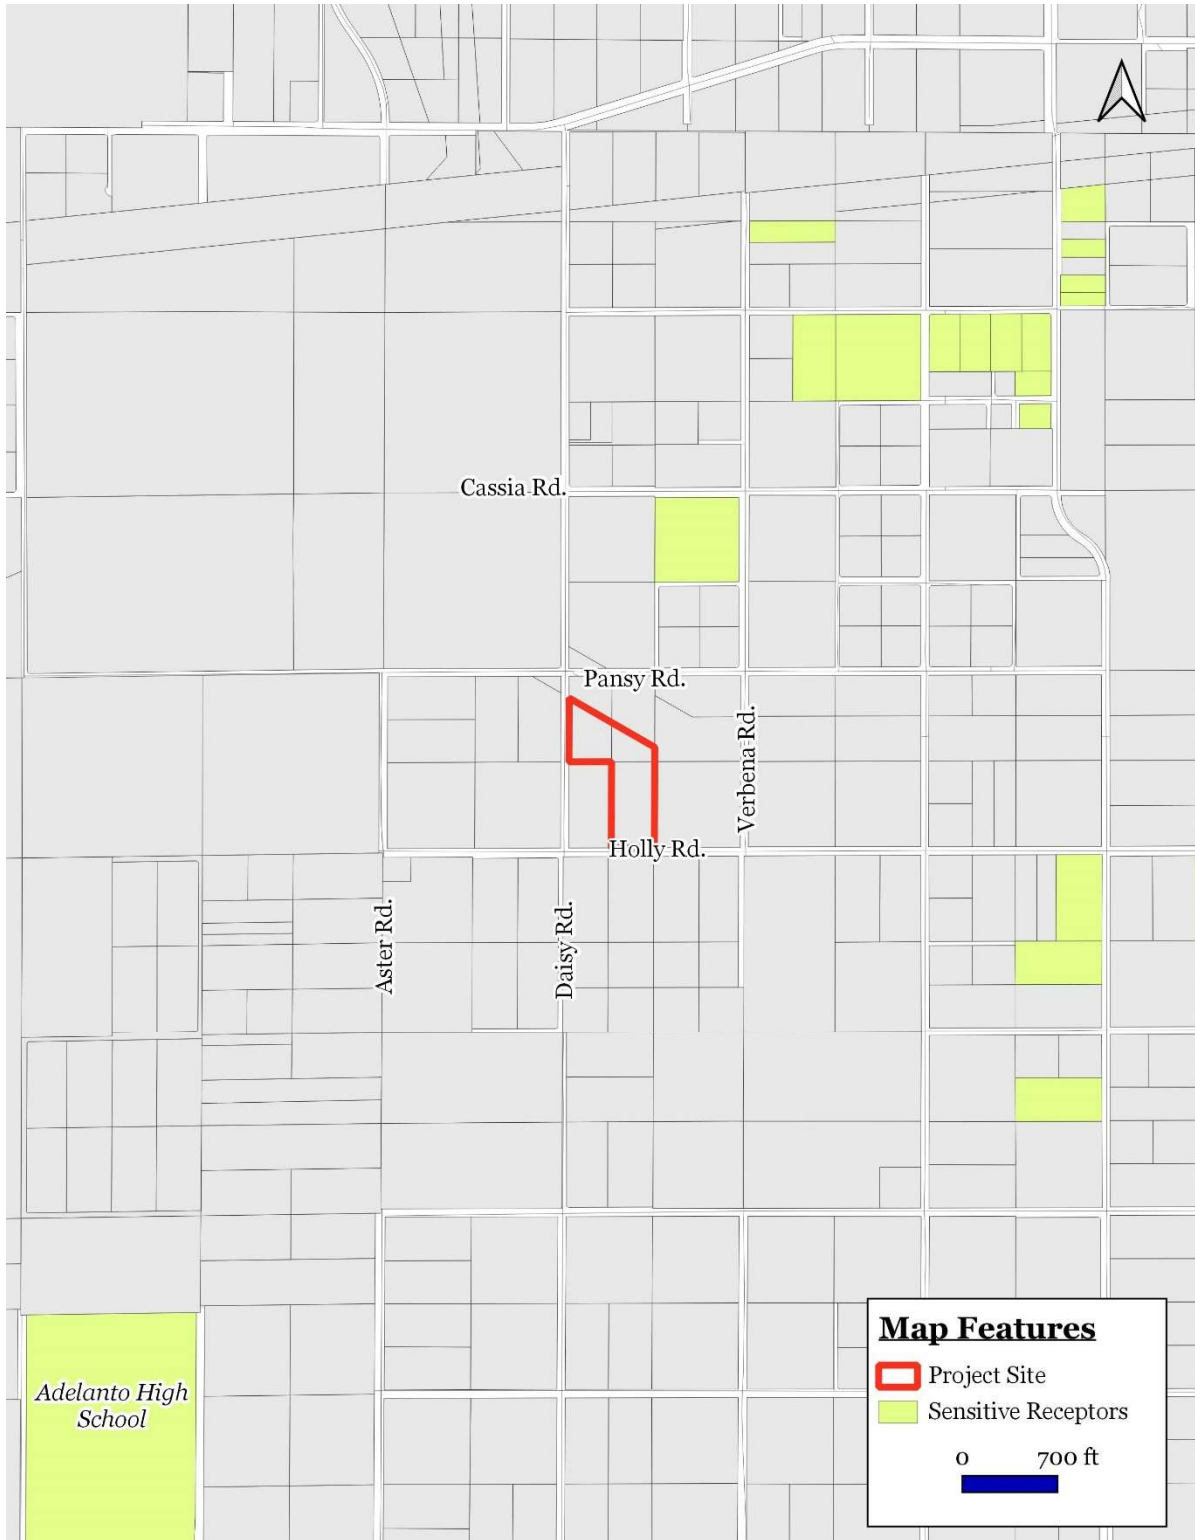 Cassia Rd.
Pansy Rd.
Verbena Rd.
Holly Rd.
Aster Rd.
Daisy Rd.
Adelanto High
School
Map Features
Project Site
Sensitive Receptors
0 700 ft